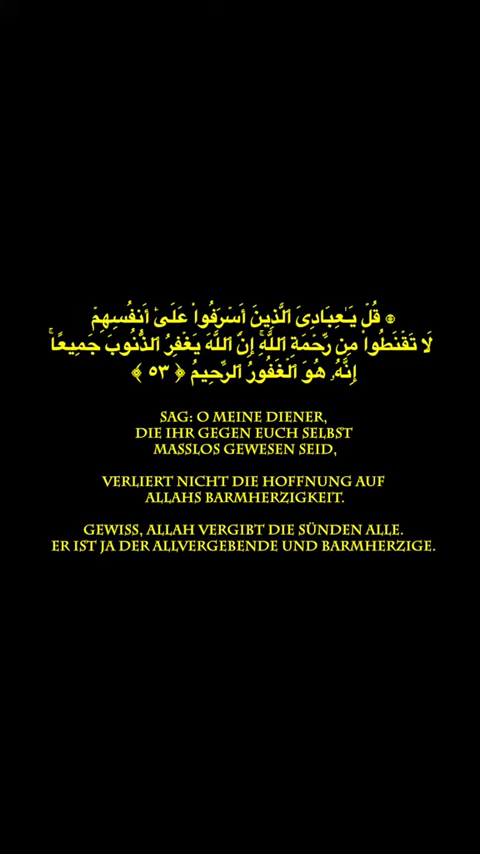 ۞ قُلْ يَـٰعِبَادِىَ ٱلَّذِينَ أَسْرَفُوا۟ عَلَىٰٓ أَنفُسِهِمْ
لَا تَقْنَطُوا۟ مِن رَّحْمَةِ ٱللَّهِ ۚ إِنَّ ٱللَّهَ يَغْفِرُ ٱلذُّنُوبَ جَمِيعًا ۚ
إِنَّهُۥ هُوَ ٱلْغَفُورُ ٱلرَّحِيمُ ﴿ ٥٣ ﴾
SAG: O MEINE DIENER,
DIE IHR GEGEN EUCH SELBST
MASSLOS GEWESEN SEID,
VERLIERT NICHT DIE HOFFNUNG AUF
ALLAHS BARMHERZIGKEIT.
GEWISS, ALLAH VERGIBT DIE SÜNDEN ALLE.
ER IST JA DER ALLVERGEBENDE UND BARMHERZIGE.